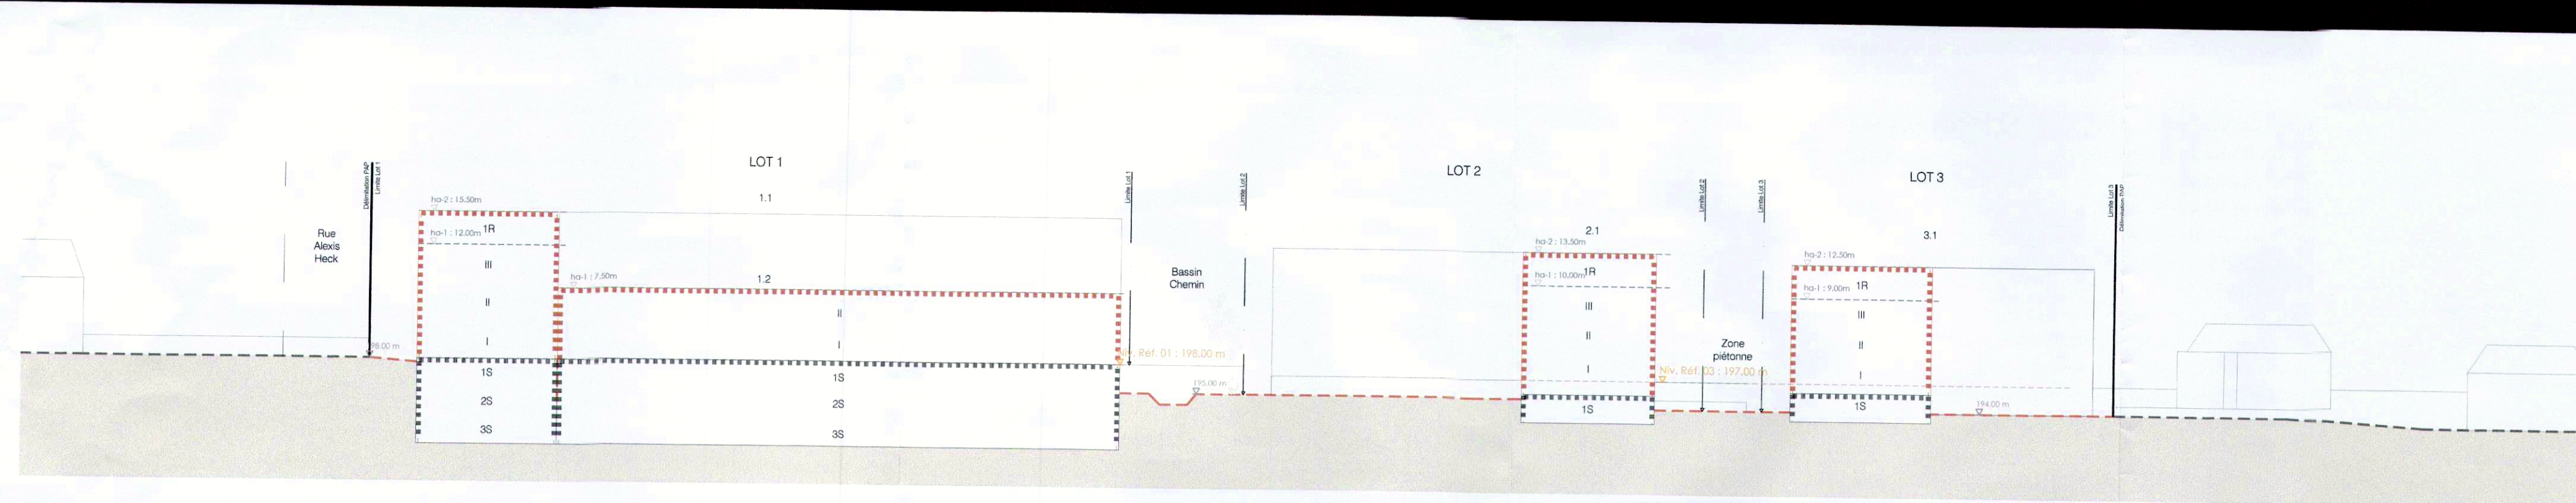 Rue
Alexis
Heck
Délimitation PAP
Limite Lot 1
98.00 m
LOT 1
1.1
ha-2 : 15.50m
1R
ha-1 : 12.00m
III
II
I
1S
2S
3S
ha-1 : 7.50m
1.2
II
I
1S
2S
3S
Limite Lot 1
Niv. Réf. 01 : 198.00 m
Bassin
Chemin
195.00 m
Limite Lot 2
LOT 2
2.1
ha-2 : 13.50m
1R
ha-1 : 10.00m
III
II
I
1S
Limite Lot 2
Niv. Réf. 03 : 197.00 m
Zone
piétonne
Limite Lot 3
LOT 3
3.1
ha-2 : 12.50m
1R
ha-1 : 9.00m
III
II
I
1S
194.00 m
Limite Lot 3
Délimitation PAP